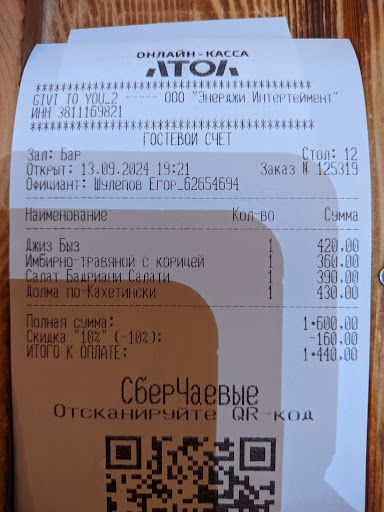 ОНЛАЙН-КАССА
АТОЛ
****************************************
GIVI TO YOU_2 ------ ООО "Энерджи Интертеймент"
ИНН 3811169821
****************************************
ГОСТЕВОЙ СЧЕТ
Зал: Бар Стол: 12
Открыт: 13.09.2024 19:21 Заказ № 125319
Официант: Шулепов Егор_62654694
Наименование Кол-во Сумма
Джиз Быз 1 420.00
Имбирно-травяной с корицей 1 360.00
Салат Бадриани Салати 1 390.00
Долма по-Кахетински 1 430.00
Полная сумма: 1·600.00
Скидка "10%" (-10%): -160.00
ИТОГО К ОПЛАТЕ: 1·440.00
СберЧаевые
Отсканируйте QR-код